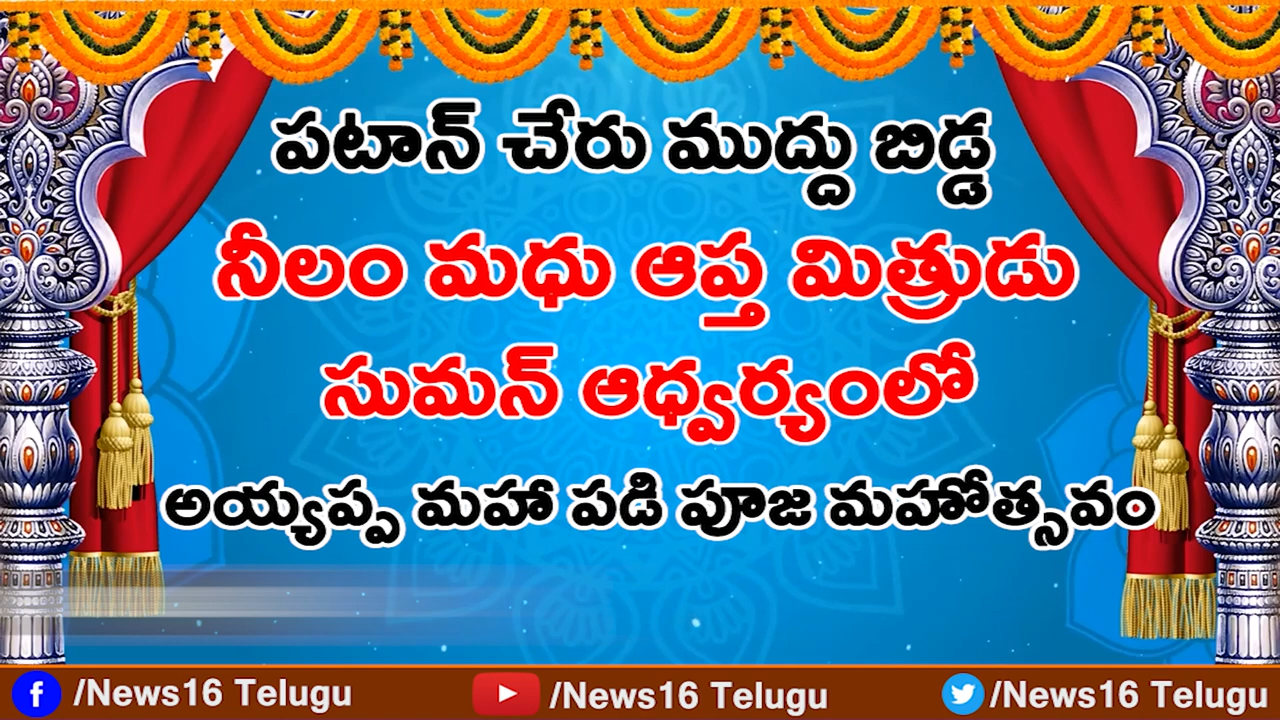 పటాన్ చేరు ముద్దు బిడ్డ
నీలం మధు ఆప్త మిత్రుడు
సుమన్ ఆధ్వర్యంలో
అయ్యప్ప మహా పడి పూజ మహోత్సవం
/News16 Telugu /News16 Telugu /News16 Telugu